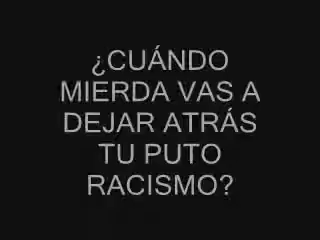 ¿CUÁNDO
MIERDA VAS A
DEJAR ATRÁS
TU PUTO
RACISMO?